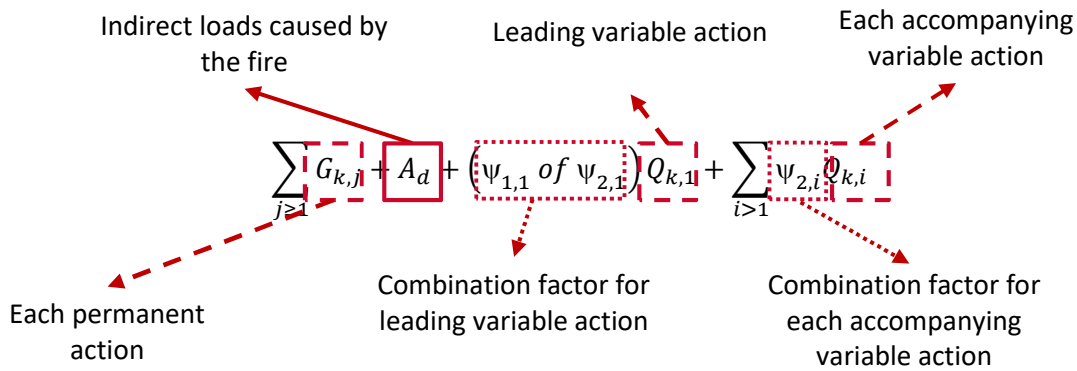 Indirect loads caused by
the fire
Leading variable action
Each accompanying
variable action
∑ G_{k,j} + A_d + (ψ_{1,1} of ψ_{2,1}) Q_{k,1} + ∑ ψ_{2,i} Q_{k,i}
j≥1 i>1
Each permanent
action
Combination factor for
leading variable action
Combination factor for
each accompanying
variable action